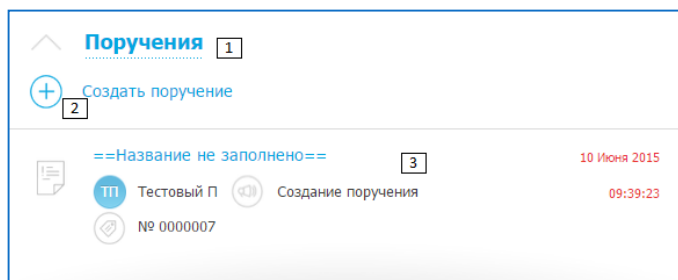 Поручения 1
2 Создать поручение
==Название не заполнено== 3 10 Июня 2015
ТП Тестовый П Создание поручения 09:39:23
№ 0000007